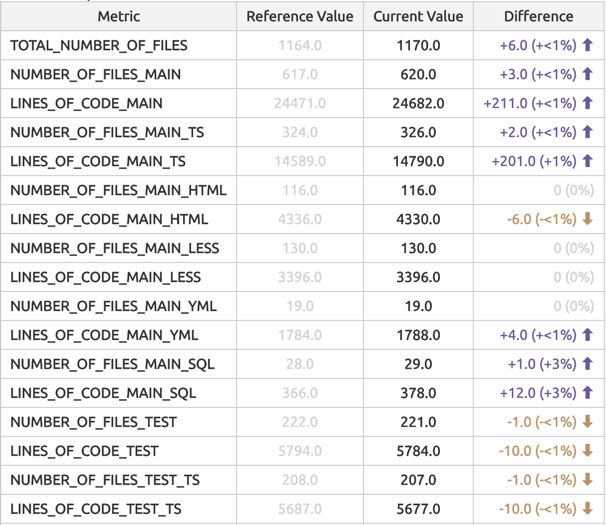 Metric Reference Value Current Value Difference
TOTAL_NUMBER_OF_FILES 1164.0 1170.0 +6.0 (+<1%) ⬆
NUMBER_OF_FILES_MAIN 617.0 620.0 +3.0 (+<1%) ⬆
LINES_OF_CODE_MAIN 24471.0 24682.0 +211.0 (+<1%) ⬆
NUMBER_OF_FILES_MAIN_TS 324.0 326.0 +2.0 (+<1%) ⬆
LINES_OF_CODE_MAIN_TS 14589.0 14790.0 +201.0 (+1%) ⬆
NUMBER_OF_FILES_MAIN_HTML 116.0 116.0 0 (0%)
LINES_OF_CODE_MAIN_HTML 4336.0 4330.0 -6.0 (-<1%) ⬇
NUMBER_OF_FILES_MAIN_LESS 130.0 130.0 0 (0%)
LINES_OF_CODE_MAIN_LESS 3396.0 3396.0 0 (0%)
NUMBER_OF_FILES_MAIN_YML 19.0 19.0 0 (0%)
LINES_OF_CODE_MAIN_YML 1784.0 1788.0 +4.0 (+<1%) ⬆
NUMBER_OF_FILES_MAIN_SQL 28.0 29.0 +1.0 (+3%) ⬆
LINES_OF_CODE_MAIN_SQL 366.0 378.0 +12.0 (+3%) ⬆
NUMBER_OF_FILES_TEST 222.0 221.0 -1.0 (-<1%) ⬇
LINES_OF_CODE_TEST 5794.0 5784.0 -10.0 (-<1%) ⬇
NUMBER_OF_FILES_TEST_TS 208.0 207.0 -1.0 (-<1%) ⬇
LINES_OF_CODE_TEST_TS 5687.0 5677.0 -10.0 (-<1%) ⬇